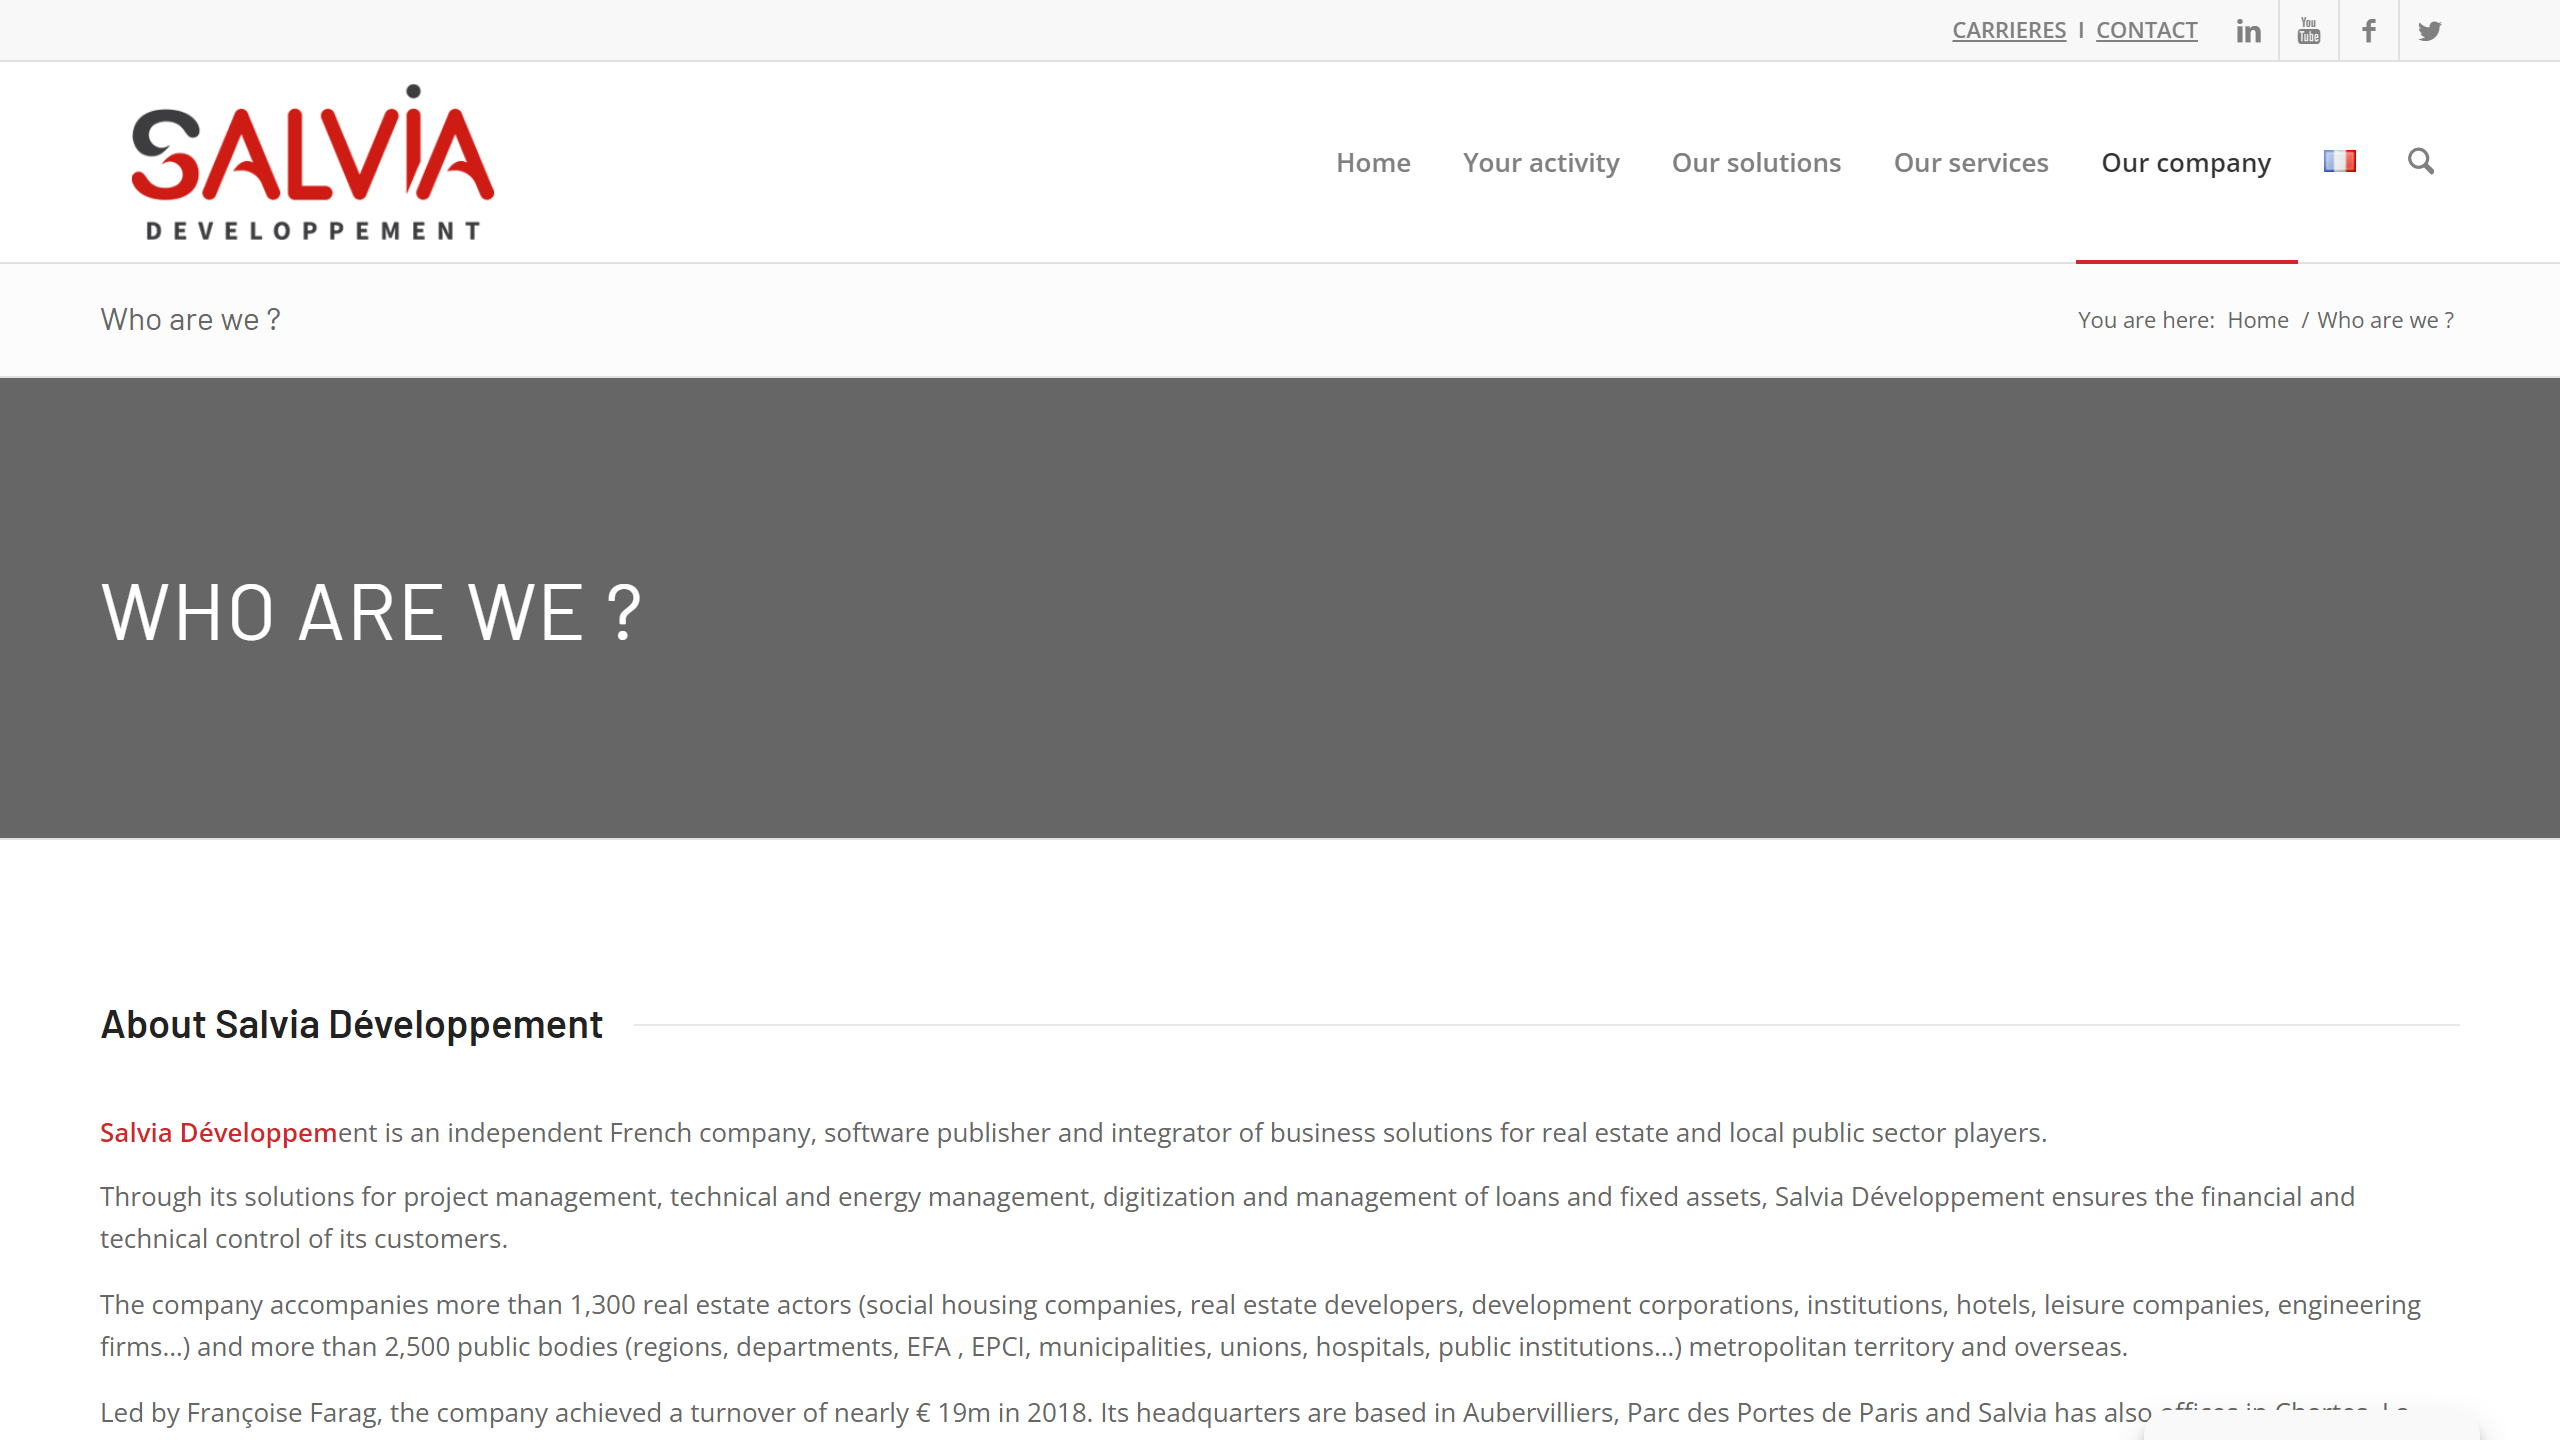 CARRIERES I CONTACT
You Tube
SALVIA
DEVELOPPEMENT
Home Your activity Our solutions Our services Our company
Who are we ?
You are here: Home / Who are we ?
WHO ARE WE ?
About Salvia Développement
Salvia Développement is an independent French company, software publisher and integrator of business solutions for real estate and local public sector players.
Through its solutions for project management, technical and energy management, digitization and management of loans and fixed assets, Salvia Développement ensures the financial and
technical control of its customers.
The company accompanies more than 1,300 real estate actors (social housing companies, real estate developers, development corporations, institutions, hotels, leisure companies, engineering
firms…) and more than 2,500 public bodies (regions, departments, EFA , EPCI, municipalities, unions, hospitals, public institutions…) metropolitan territory and overseas.
Led by Françoise Farag, the company achieved a turnover of nearly € 19m in 2018. Its headquarters are based in Aubervilliers, Parc des Portes de Paris and Salvia has also